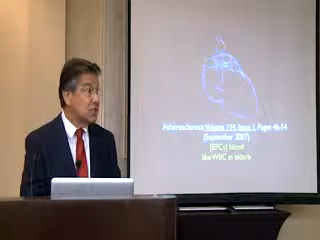 Atherosclerosis Volume 194, Issue 1, Pages 46-54
(September 2007)
[EPCs] blood
like WBC in elderly